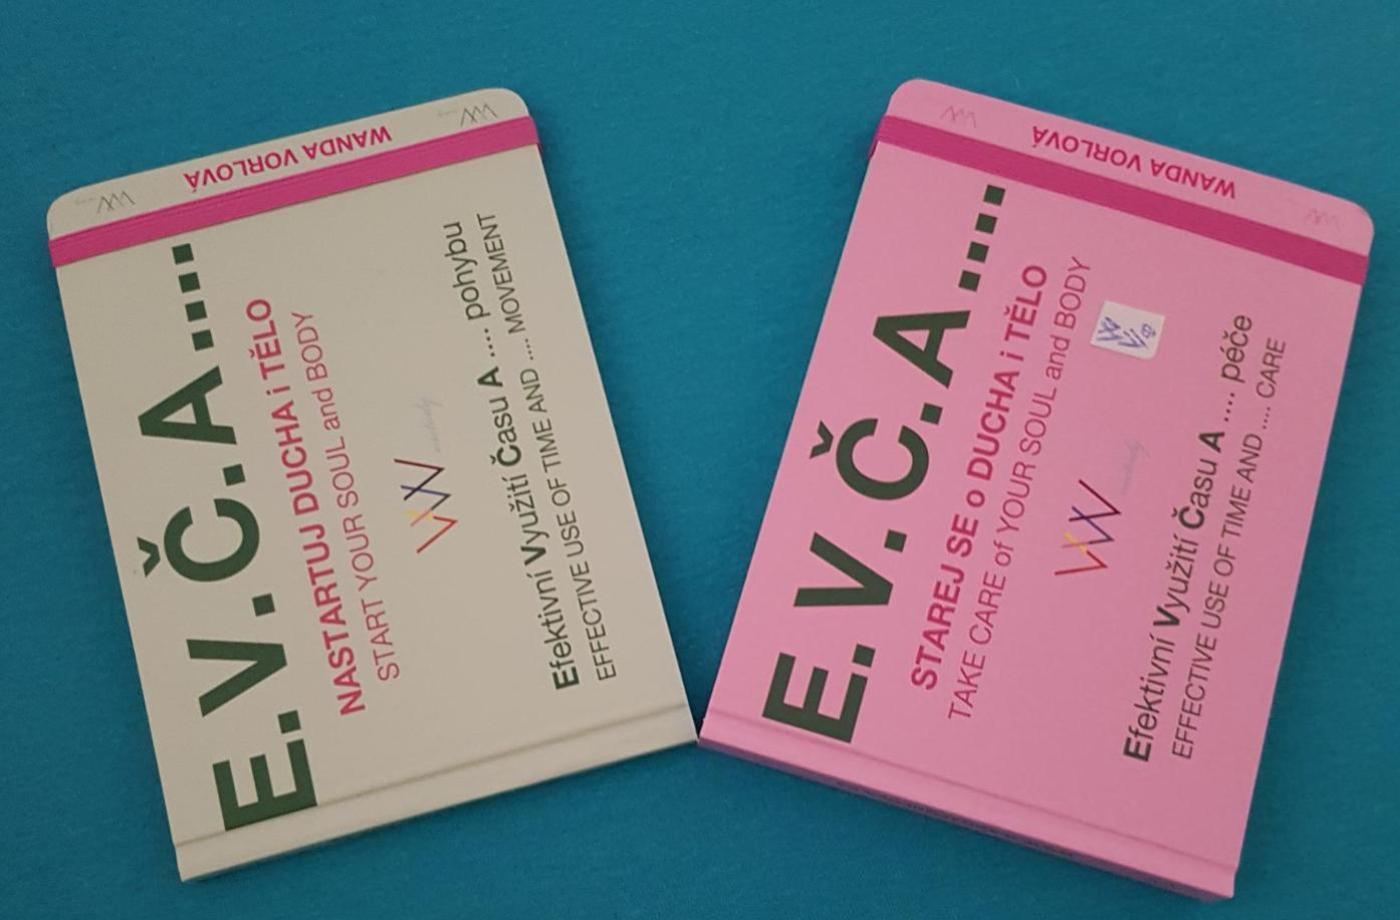 WANDA VORLOVÁ
E.V.Č.A....
NASTARTUJ DUCHA i TĚLO
START YOUR SOUL and BODY
Efektivní Využití Času A .... pohybu
EFFECTIVE USE OF TIME AND .... MOVEMENT
WANDA VORLOVÁ
E.V.Č.A....
STAREJ SE o DUCHA i TĚLO
TAKE CARE of YOUR SOUL and BODY
Efektivní Využití Času A .... péče
EFFECTIVE USE OF TIME AND .... CARE